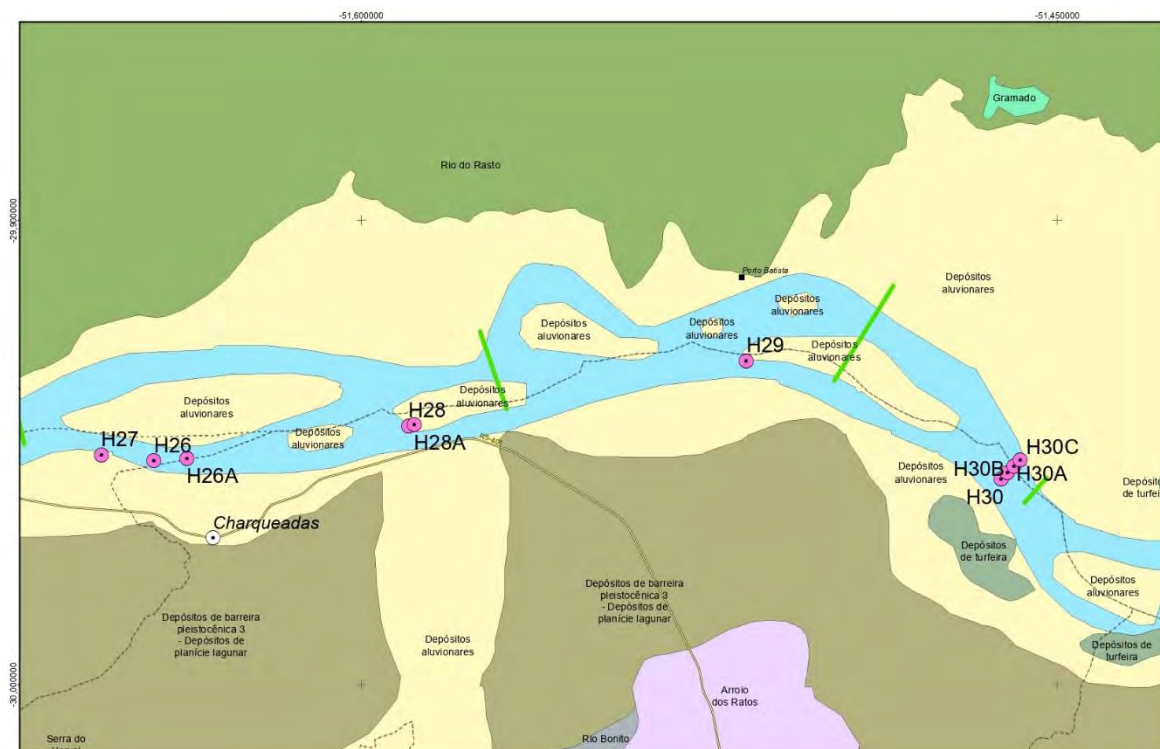 -51,600000
-51,450000
Gramado
Rio do Rasto
-29,900000
Porto Batista
Depósitos
aluvionares
Depósitos
aluvionares
Depósitos
aluvionares
Depósitos
aluvionares
H29
Depósitos
aluvionares
Depósitos
aluvionares
Depósitos
aluvionares
H28
H28A
Depósitos
aluvionares
H27
H26
H26A
H30C
H30B
H30A
H30
Depósitos
aluvionares
Depósitos
de turfeira
Charqueadas
Depósitos
de turfeira
Depósitos
aluvionares
Depósitos de barreira
pleistocênica 3
- Depósitos de
planície lagunar
Depósitos de barreira
pleistocênica 3
- Depósitos de
planície lagunar
Depósitos
aluvionares
Depósitos de
turfeira
-30,000000
Arroio
dos Ratos
Serra do
Rio Bonito